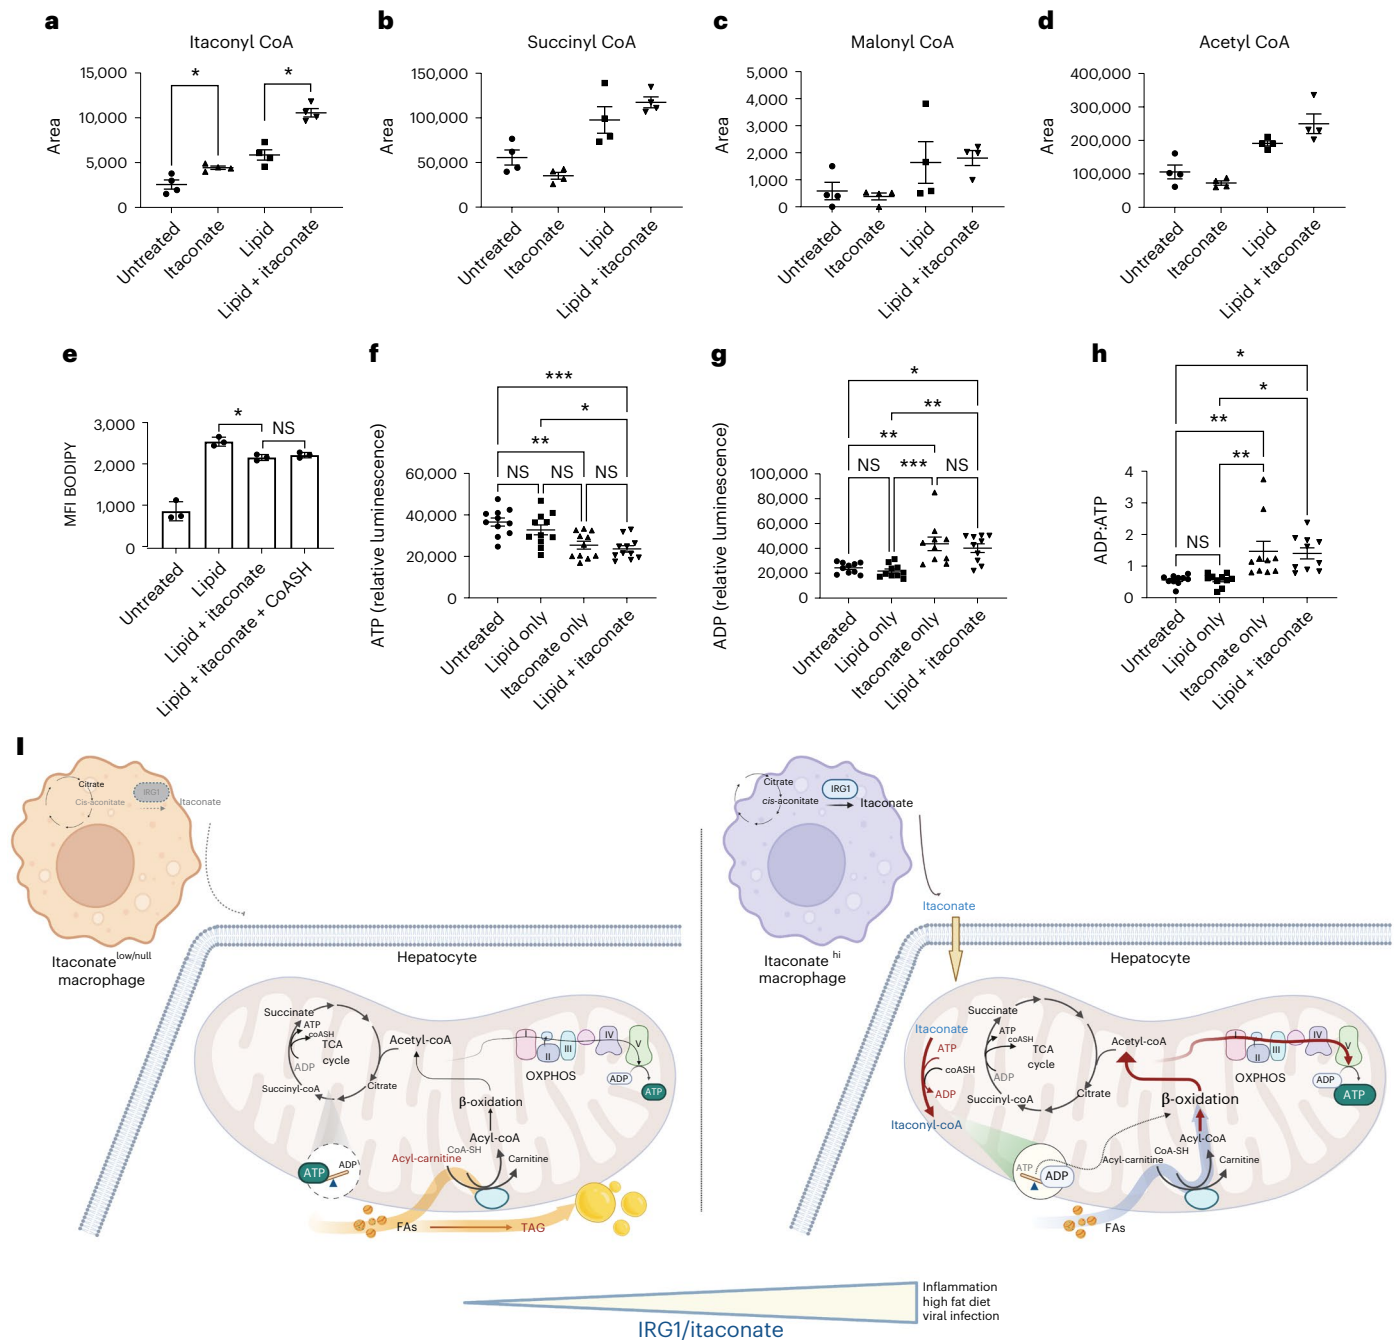 a
Itaconyl CoA
Area
15,000
10,000
5,000
0
*
*
Untreated
Itaconate
Lipid
Lipid + itaconate
b
Succinyl CoA
Area
150,000
100,000
50,000
0
Untreated
Itaconate
Lipid
Lipid + itaconate
c
Malonyl CoA
Area
5,000
4,000
3,000
2,000
1,000
0
Untreated
Itaconate
Lipid
Lipid + itaconate
d
Acetyl CoA
Area
400,000
300,000
200,000
100,000
0
Untreated
Itaconate
Lipid
Lipid + itaconate
e
MFI BODIPY
3,000
2,000
1,000
0
*
NS
Untreated
Lipid
Lipid + itaconate
Lipid + itaconate + CoASH
f
ATP (relative luminescence)
60,000
40,000
20,000
0
***
*
**
NS
NS
NS
Untreated
Lipid only
Itaconate only
Lipid + itaconate
g
ADP (relative luminescence)
100,000
80,000
60,000
40,000
20,000
0
*
**
**
NS
***
NS
Untreated
Lipid only
Itaconate only
Lipid + itaconate
h
ADP:ATP
4
3
2
1
0
*
*
**
**
NS
Untreated
Lipid only
Itaconate only
Lipid + itaconate
I
Citrate
Cis-aconitate
IRG1
Itaconate
Itaconate low/null
macrophage
Hepatocyte
Succinate
ATP
coASH
TCA
cycle
ADP
Succinyl-coA
Citrate
Acetyl-coA
β-oxidation
Acyl-coA
CoA-SH
Acyl-carnitine
Carnitine
I
II
III
IV
V
OXPHOS
ADP
ATP
ATP
ADP
FAs
TAG
Citrate
cis-aconitate
IRG1
Itaconate
Itaconate hi
macrophage
Itaconate
Hepatocyte
Itaconate
ATP
coASH
ADP
Itaconyl-coA
Succinate
ATP
coASH
TCA
cycle
ADP
Succinyl-coA
Citrate
Acetyl-coA
β-oxidation
Acyl-CoA
CoA-SH
Acyl-carnitine
Carnitine
I
II
III
IV
V
OXPHOS
ADP
ATP
ATP
ADP
FAs
Inflammation
high fat diet
viral infection
IRG1/itaconate